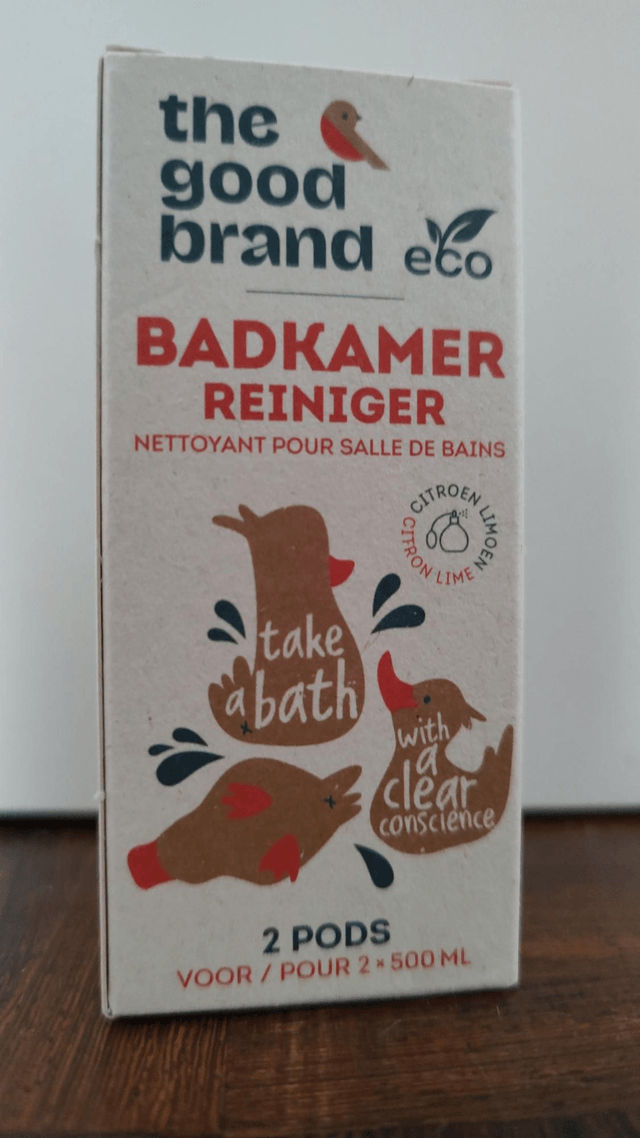 the
good
brand
eco
BADKAMER
REINIGER
NETTOYANT POUR SALLE DE BAINS
CITROEN LIMOEN
CITRON LIME
take
a bath
with
a
clear
conscience
2 PODS
VOOR / POUR 2 × 500 ML